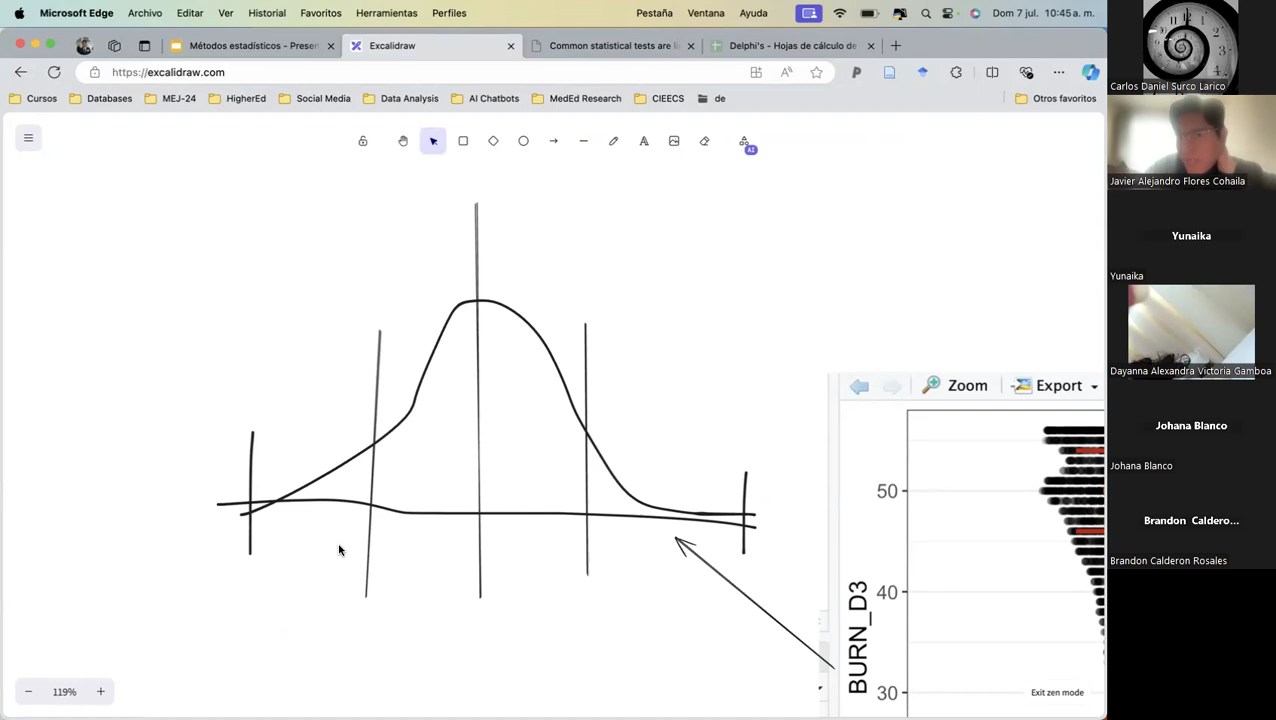 Microsoft Edge Archivo Editar Ver Historial Favoritos Herramientas Perfiles Pestaña Ventana Ayuda Dom 7 jul. 10:45 a. m.
Métodos estadísticos - Presen Excalidraw Common statistical tests are li Delphi's - Hojas de cálculo de
https://excalidraw.com
Cursos Databases MEJ-24 HigherEd Social Media Data Analysis AI Chatbots MedEd Research CIEECS de Otros favoritos
AI
Zoom Export
50
40
30
BURN_D3
119%
Exit zen mode
Carlos Daniel Surco Larico
Javier Alejandro Flores Cohaila
Yunaika
Yunaika
Dayanna Alexandra Victoria Gamboa
Johana Blanco
Johana Blanco
Brandon Caldero...
Brandon Calderon Rosales